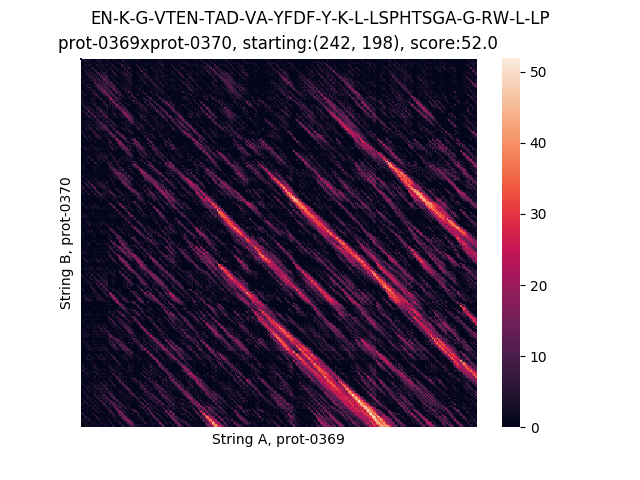 EN-K-G-VTEN-TAD-VA-YFDF-Y-K-L-LSPHTSGA-G-RW-L-LP
prot-0369xprot-0370, starting:(242, 198), score:52.0
50
40
30
20
10
0
String B, prot-0370
String A, prot-0369